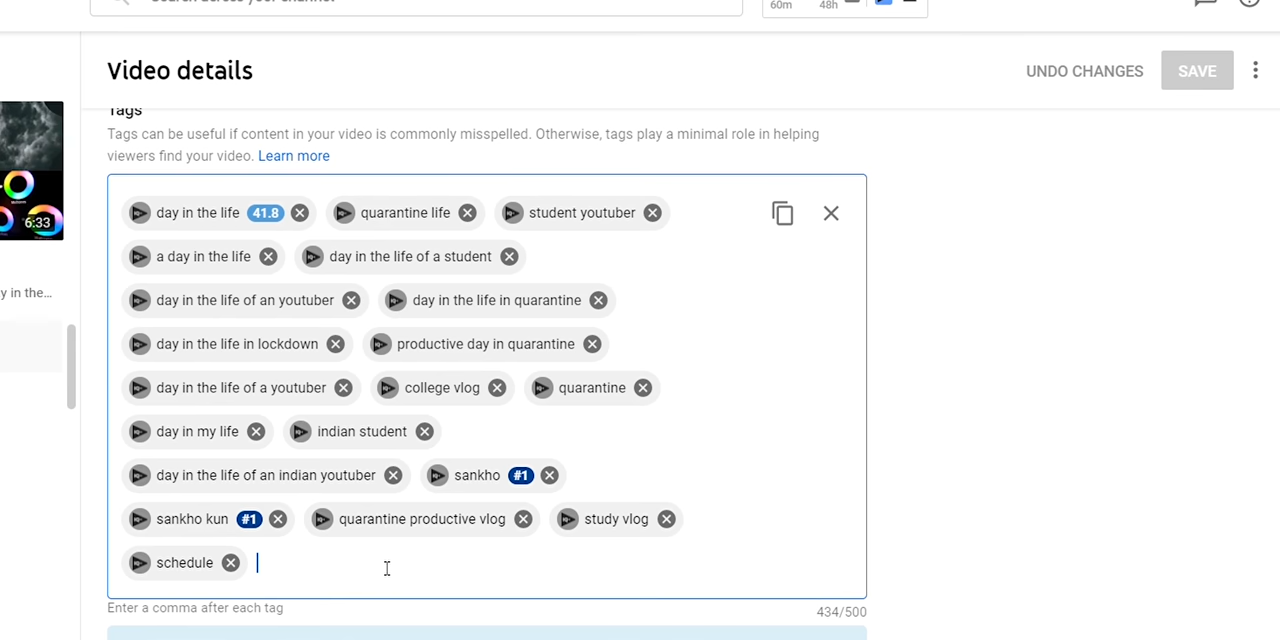 60m 48h
Video details UNDO CHANGES SAVE
Tags
Tags can be useful if content in your video is commonly misspelled. Otherwise, tags play a minimal role in helping
viewers find your video. Learn more
day in the life 41.8 quarantine life student youtuber
a day in the life day in the life of a student
6:33
day in the life of an youtuber day in the life in quarantine
y in the...
day in the life in lockdown productive day in quarantine
day in the life of a youtuber college vlog quarantine
day in my life indian student
day in the life of an indian youtuber sankho #1
sankho kun #1 quarantine productive vlog study vlog
schedule
Enter a comma after each tag 434/500